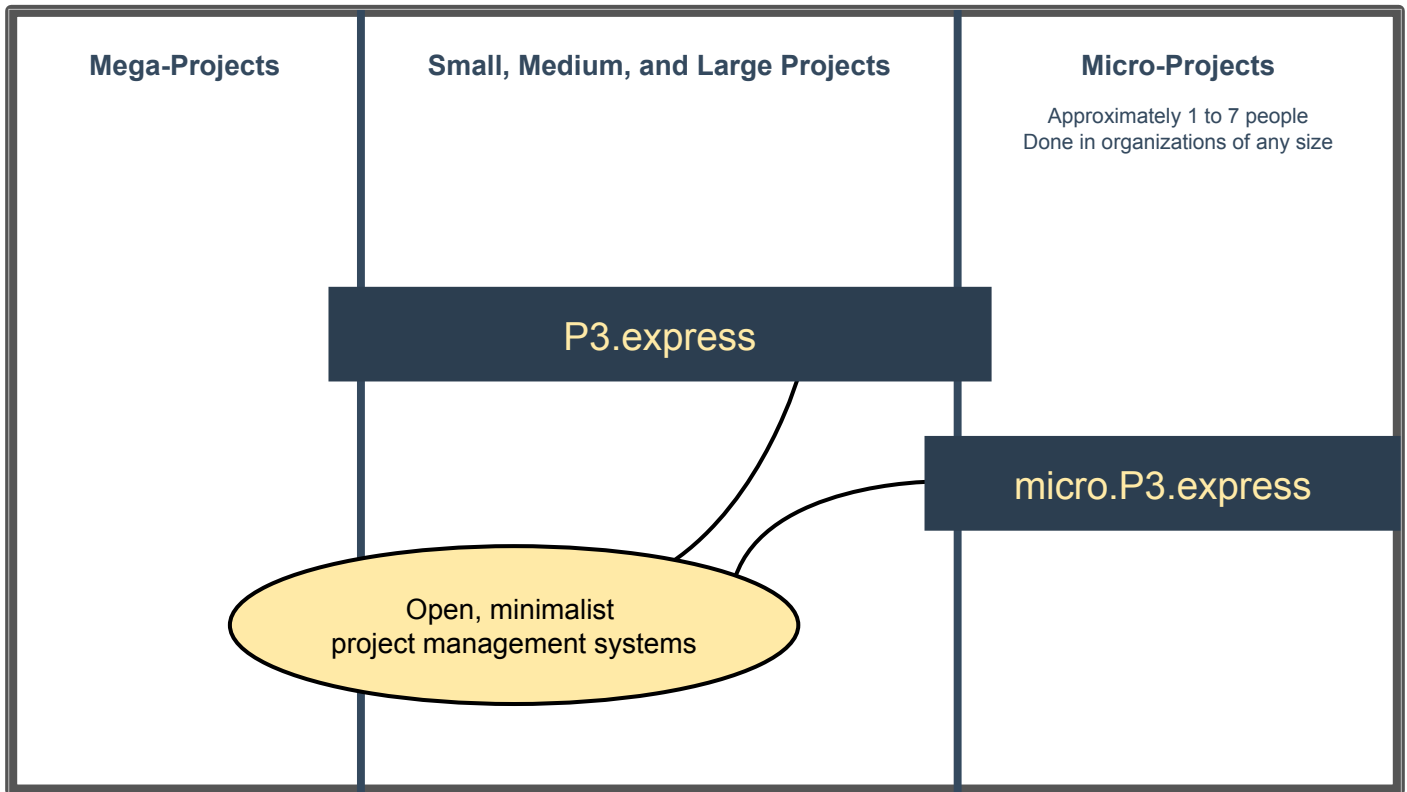 Mega-Projects
Small, Medium, and Large Projects
Micro-Projects
Approximately 1 to 7 people
Done in organizations of any size
P3.express
micro.P3.express
Open, minimalist
project management systems